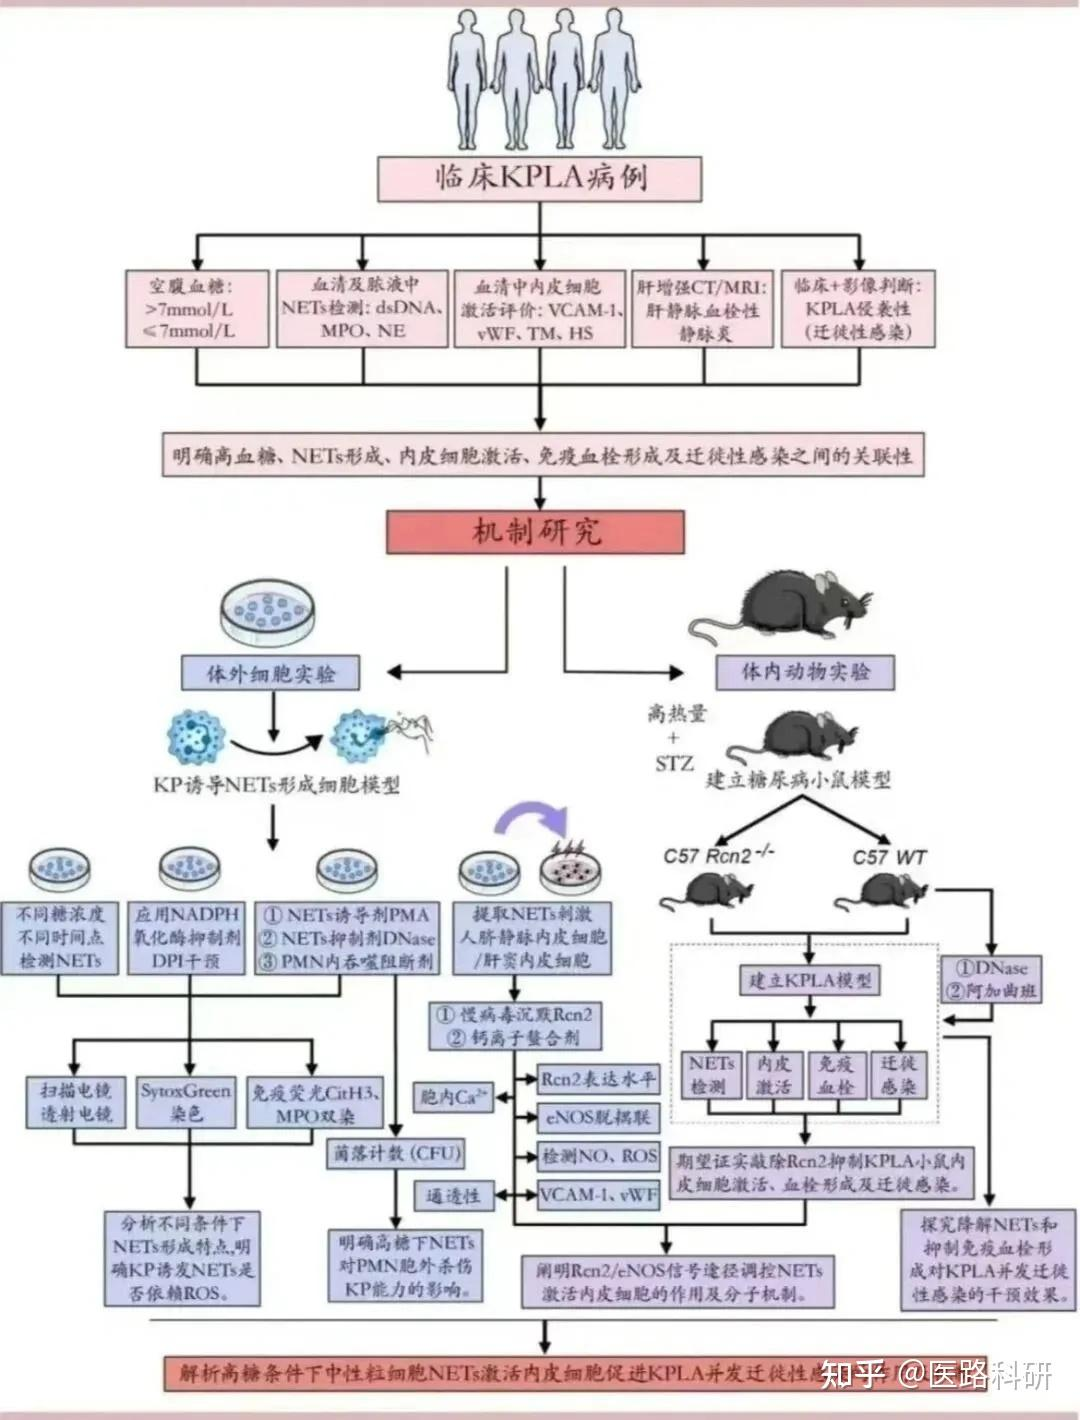 临床KPLA病例
空腹血糖:
>7mmol/L
≤7mmol/L
血清及脓液中
NETs检测: dsDNA、
MPO、NE
血清中内皮细胞
激活评价: VCAM-1、
vWF、TM、HS
肝增强CT/MRI:
肝静脉血栓性
静脉炎
临床+影像判断:
KPLA侵袭性
(迁徙性感染)
明确高血糖、NETs形成、内皮细胞激活、免疫血栓形成及迁徙性感染之间的关联性
机制研究
体外细胞实验
KP诱导NETs形成细胞模型
体内动物实验
高热量
+
STZ
建立糖尿病小鼠模型
C57 Rcn2 -/-
C57 WT
不同糖浓度
不同时间点
检测NETs
应用NADPH
氧化酶抑制剂
DPI干预
① NETs诱导剂PMA
② NETs抑制剂DNase
③ PMN内吞噬阻断剂
提取NETs刺激
人脐静脉内皮细胞
/肝窦内皮细胞
① 慢病毒沉默Rcn2
② 钙离子螯合剂
建立KPLA模型
①DNase
②阿加曲班
NETs
检测
内皮
激活
免疫
血栓
迁徙
感染
扫描电镜
透射电镜
SytoxGreen
染色
免疫荧光CitH3、
MPO双染
胞内Ca²⁺
Rcn2表达水平
eNOS脱耦联
检测NO、ROS
通透性
VCAM-1、vWF
菌落计数 (CFU)
期望证实敲除Rcn2抑制KPLA小鼠内
皮细胞激活、血栓形成及迁徙感染。
分析不同条件下
NETs形成特点,明
确KP诱发NETs是
否依赖ROS。
明确高糖下NETs
对PMN胞外杀伤
KP能力的影响。
阐明Rcn2/eNOS信号途径调控NETs
激活内皮细胞的作用及分子机制。
探究降解NETs和
抑制免疫血栓形
成对KPLA并发迁徙
性感染的干预效果。
解析高糖条件下中性粒细胞NETs激活内皮细胞促进KPLA并发迁徙性感
知乎 @医路科研